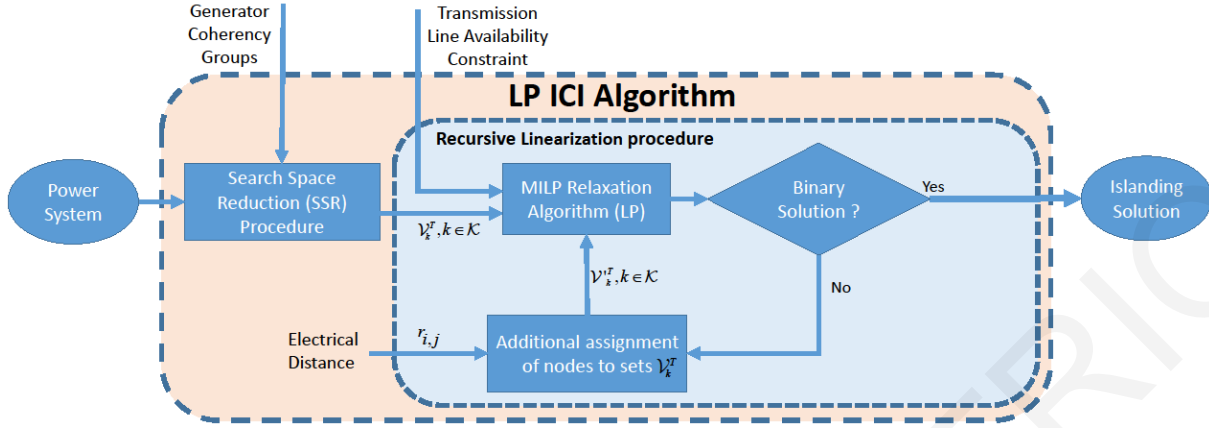 Generator
Coherency
Groups
Transmission
Line Availability
Constraint
LP ICI Algorithm
Recursive Linearization procedure
Power
System
Search Space
Reduction (SSR)
Procedure
MILP Relaxation
Algorithm (LP)
Binary
Solution ?
Yes
Islanding
Solution
𝒱ₖᵀ, k ∈ 𝒦
𝒱'ₖᵀ, k ∈ 𝒦
No
Electrical
Distance
r_{i,j}
Additional assignment
of nodes to sets 𝒱ₖᵀ
ERIC